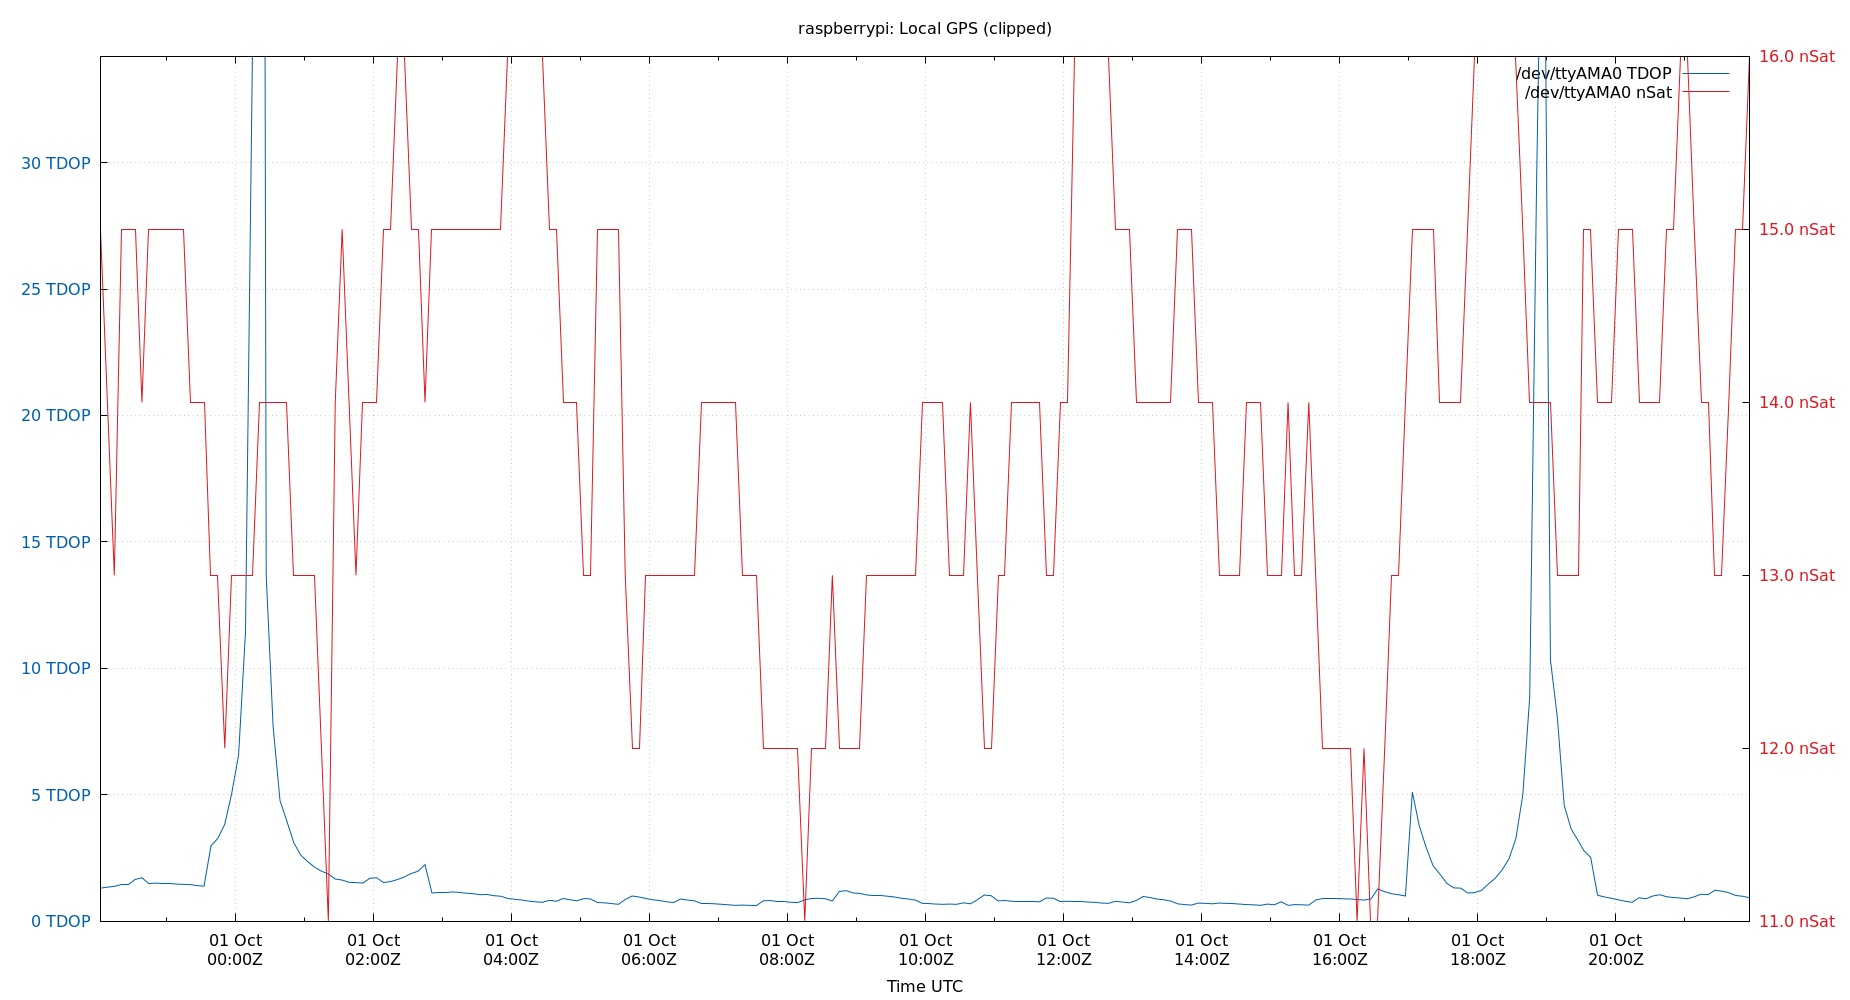 raspberrypi: Local GPS (clipped)
16.0 nSat
/dev/ttyAMA0 TDOP
/dev/ttyAMA0 nSat
30 TDOP
15.0 nSat
25 TDOP
20 TDOP
14.0 nSat
15 TDOP
13.0 nSat
10 TDOP
12.0 nSat
5 TDOP
0 TDOP
11.0 nSat
01 Oct 01 Oct 01 Oct 01 Oct 01 Oct 01 Oct 01 Oct 01 Oct 01 Oct 01 Oct 01 Oct
00:00Z 02:00Z 04:00Z 06:00Z 08:00Z 10:00Z 12:00Z 14:00Z 16:00Z 18:00Z 20:00Z
Time UTC